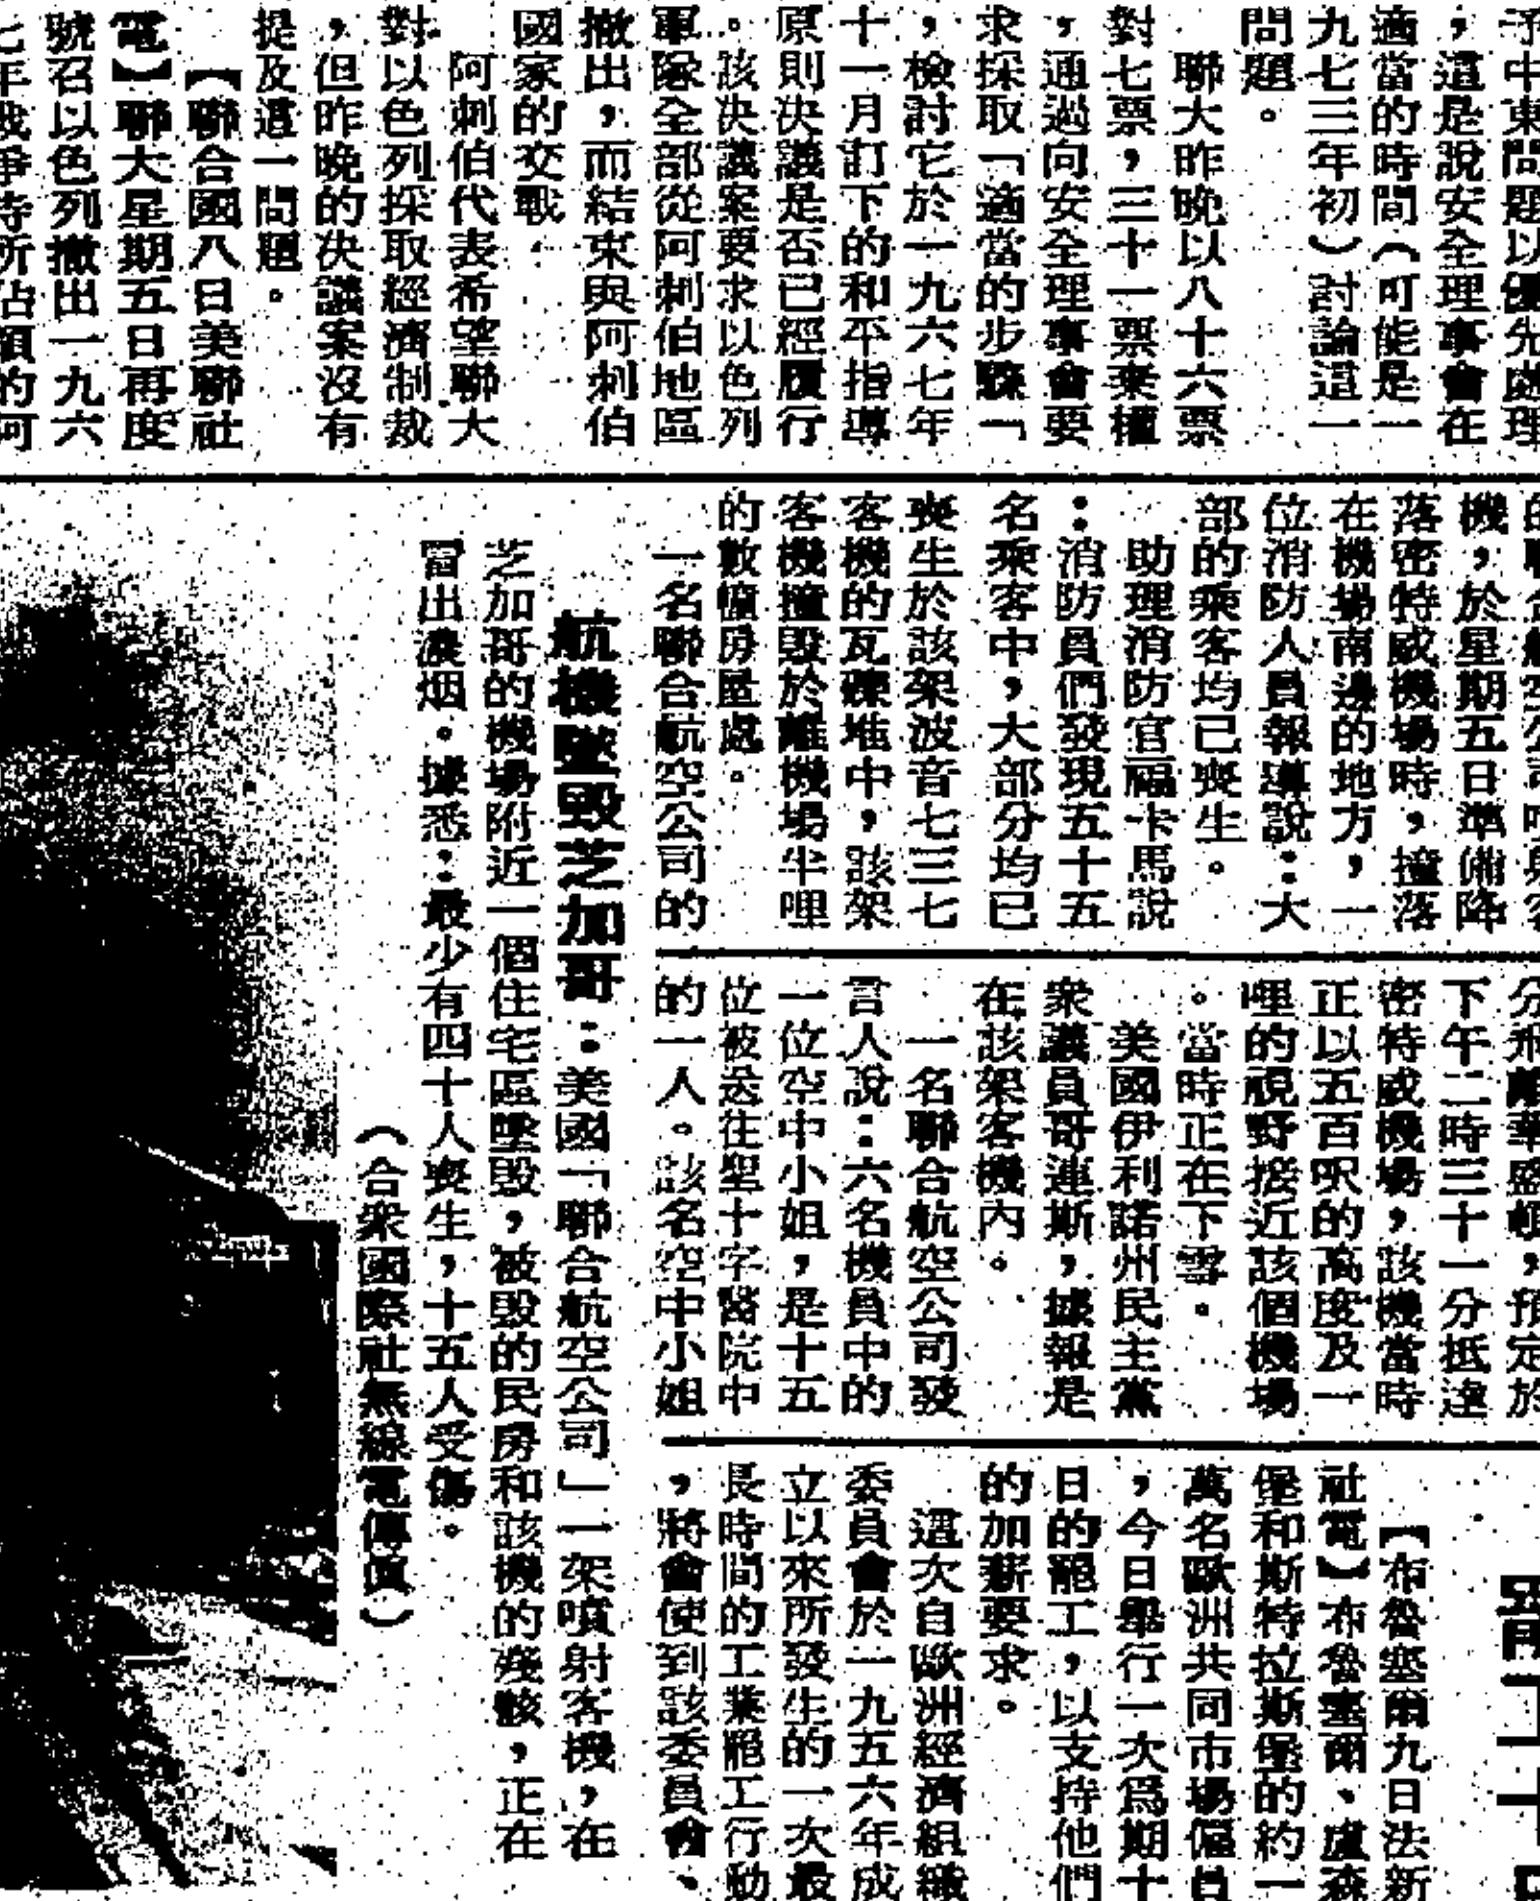 予中東問題以優先處理
，這是說安全理事會在
適當的時間（可能是一
九七三年初）討論這一
問題。
聯大昨晚以八十六票
對七票，三十一票棄權
，通過向安全理事會要
求採取「適當的步驟」
，檢討它於一九六七年
十一月訂下的和平指導
原則决議是否已經履行
。該决議案要求以色列
軍隊全部從阿刺伯地區
撤出，而結束與阿刺伯
國家的交戰．
阿刺伯代表希望聯大
對以色列採取經濟制裁
，但昨晚的决議案沒有
提及這一問題。
【聯合國八日美聯社
電】聯大星期五日再度
號召以色列撤出一九六
七年戰爭時所佔領的阿
機，於星期五日準備降
落密特威機場時，撞落
在機場南邊的地方，一
位消防人員報導說：大
部的乘客均已喪生。
助理消防官福卡馬說
：消防員們發現五十五
名乘客中，大部分均已
喪生於該架波音七三七
客機的瓦礫堆中，該架
客機撞毀於離機場半哩
的數幢房屋處。
一名聯合航空公司的
分飛離華盛頓，預定於
下午二時三十一分抵達
密特威機場，該機當時
正以五百呎的高度及一
哩的視野接近該個機場
。當時正在下雪。
美國伊利諾州民主黨
衆議員哥連斯，據報是
在該架客機內。
一名聯合航空公司發
言人說：六名機員中的
一位空中小姐，是十五
位被送往聖十字醫院中
的一人。該名空中小姐
航機墜毀芝加哥：美國「聯合航空公司」一架噴射客機，在
芝加哥的機場附近一個住宅區墜毀，被毀的民房和該機的殘骸，正在
冒出濃烟。據悉：最少有四十人喪生，十五人受傷。
（合衆國際社無線電傳真）
【布魯塞爾九日法新
社電】布魯塞爾、盧森
堡和斯特拉斯堡的約一
萬名歐洲共同市場僱員
，今日舉行一次爲期十
日的罷工，以支持他們
的加薪要求。
這次自歐洲經濟組織
委員會於一九五六年成
立以來所發生的一次最
長時間的工業罷工行動
，將會使到該委員會、